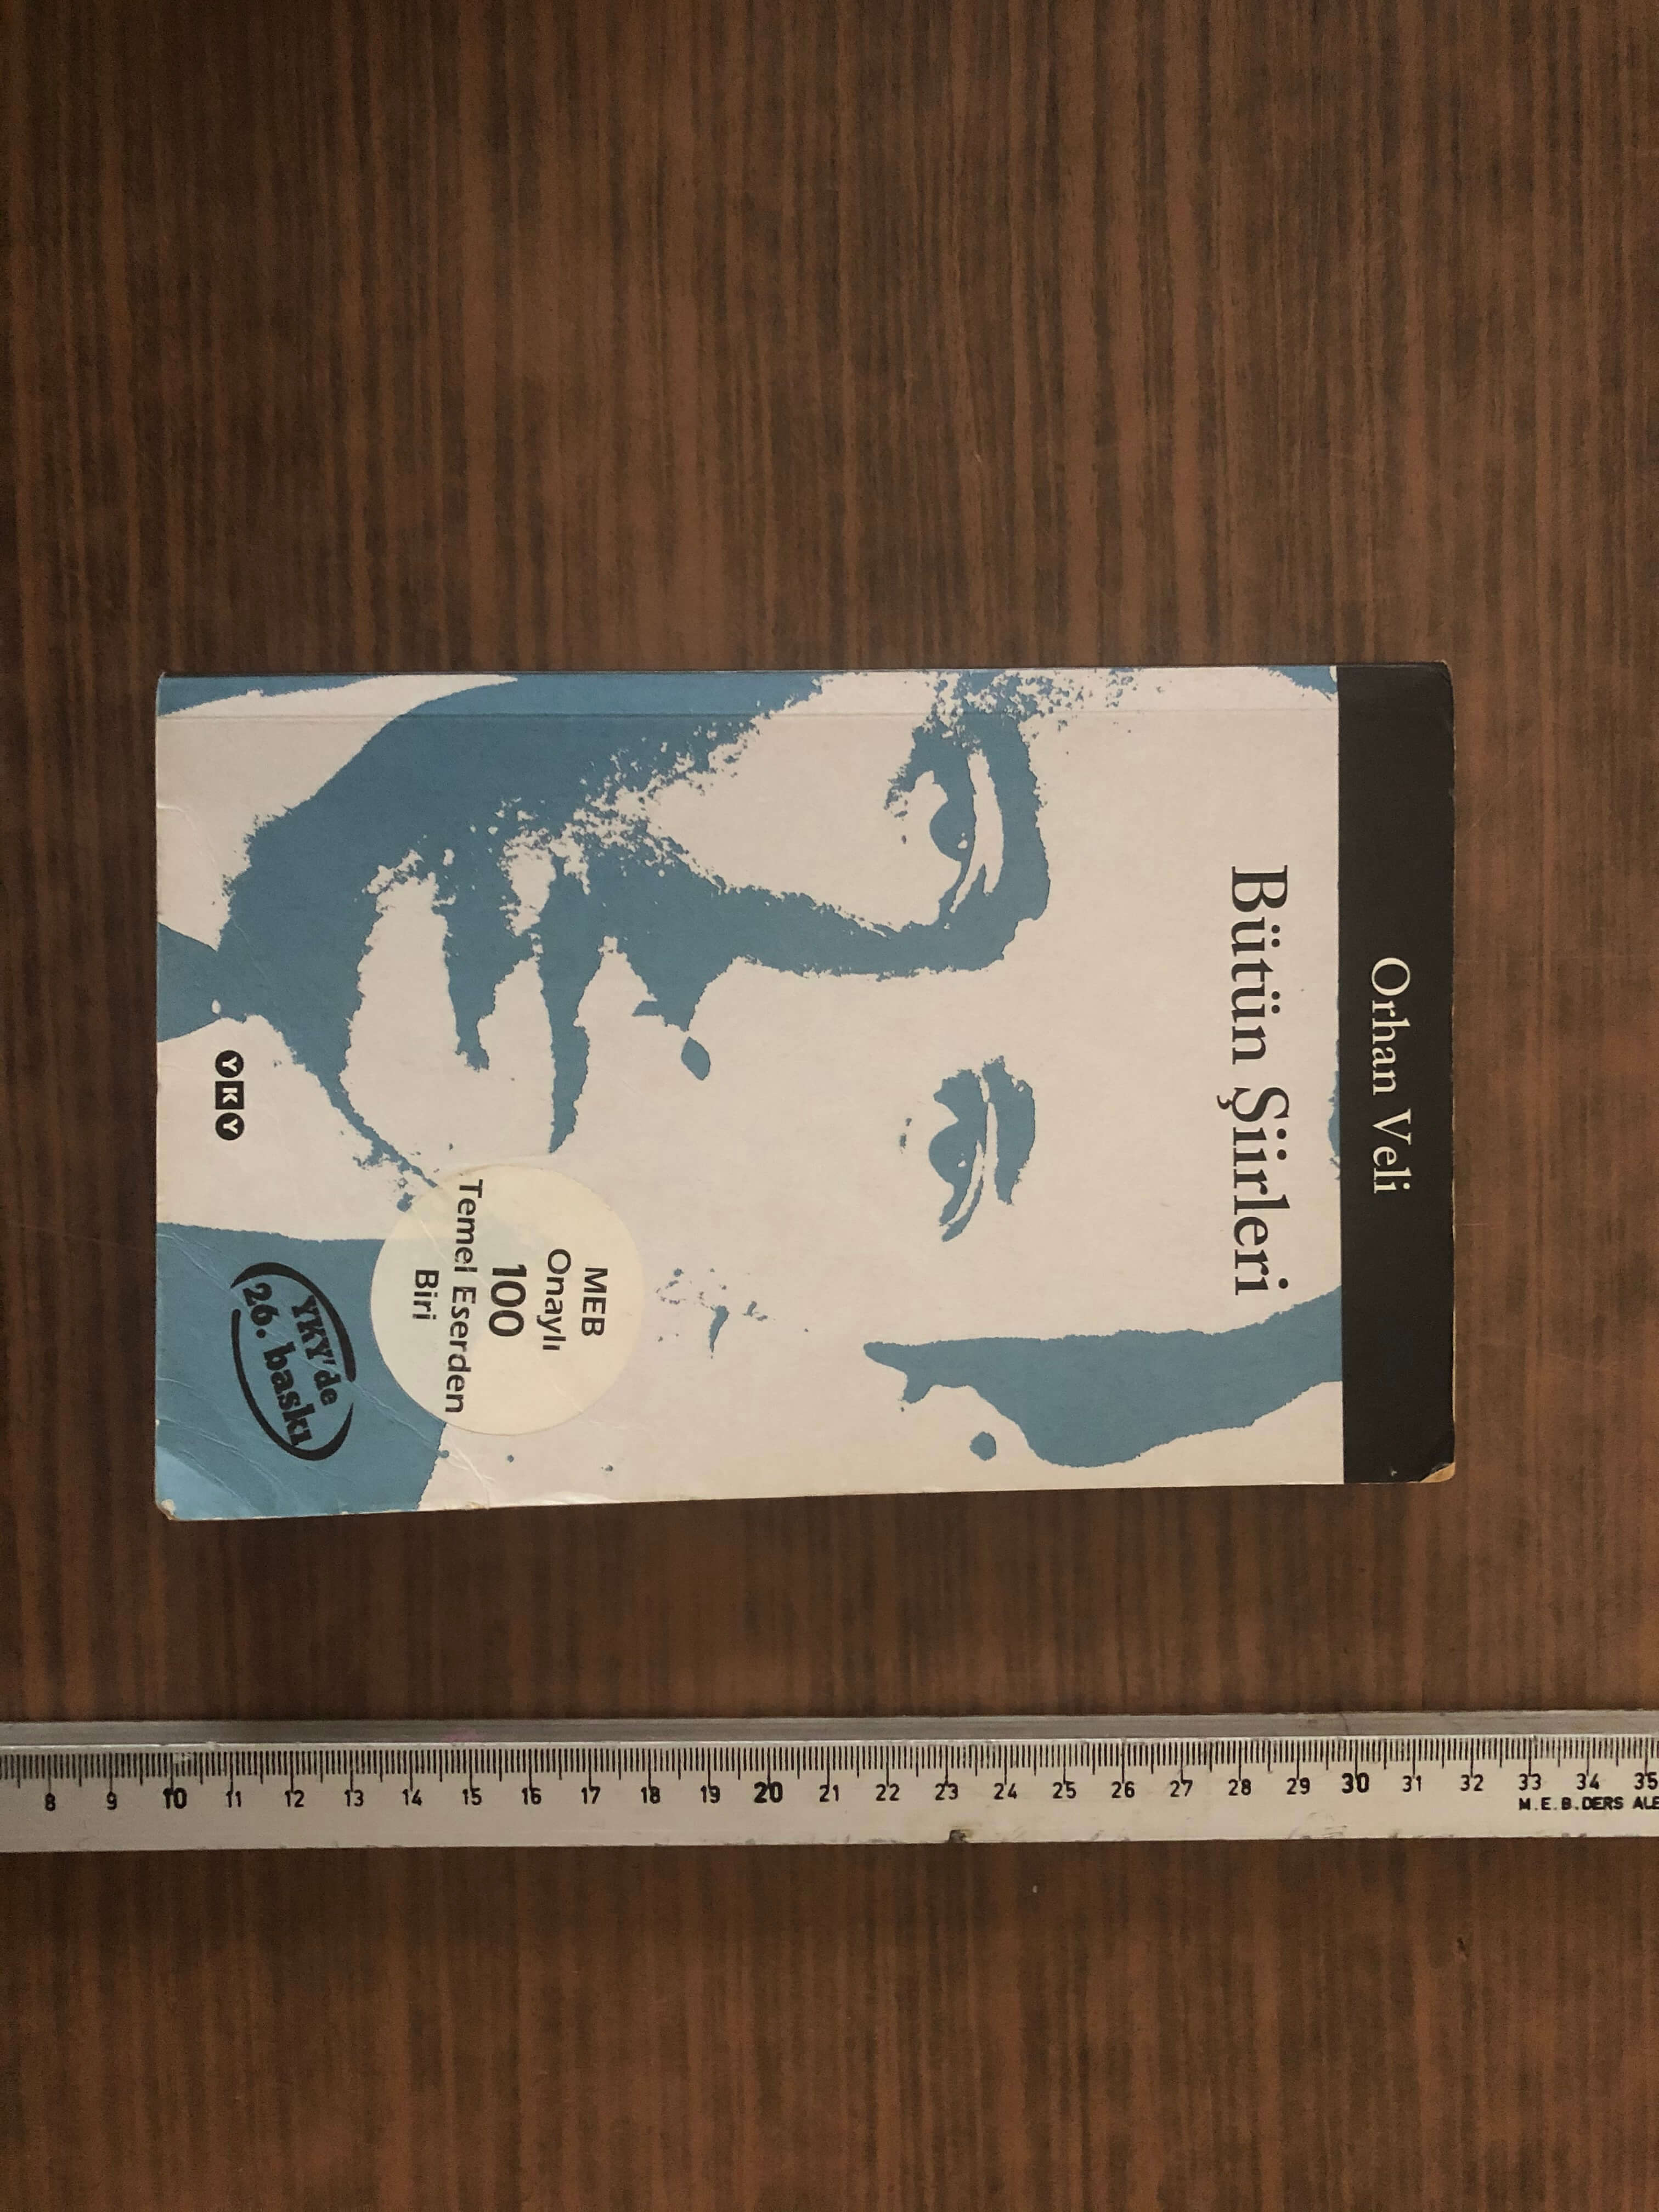 Orhan Veli
Bütün Şiirleri
MEB
Onaylı
100
Temel Eserden
Biri
YKY'de
26. baskı
YKY
8 9 10 11 12 13 14 15 16 17 18 19 20 21 22 23 24 25 26 27 28 29 30 31 32 33 34 35
M.E.B.DERS ALE